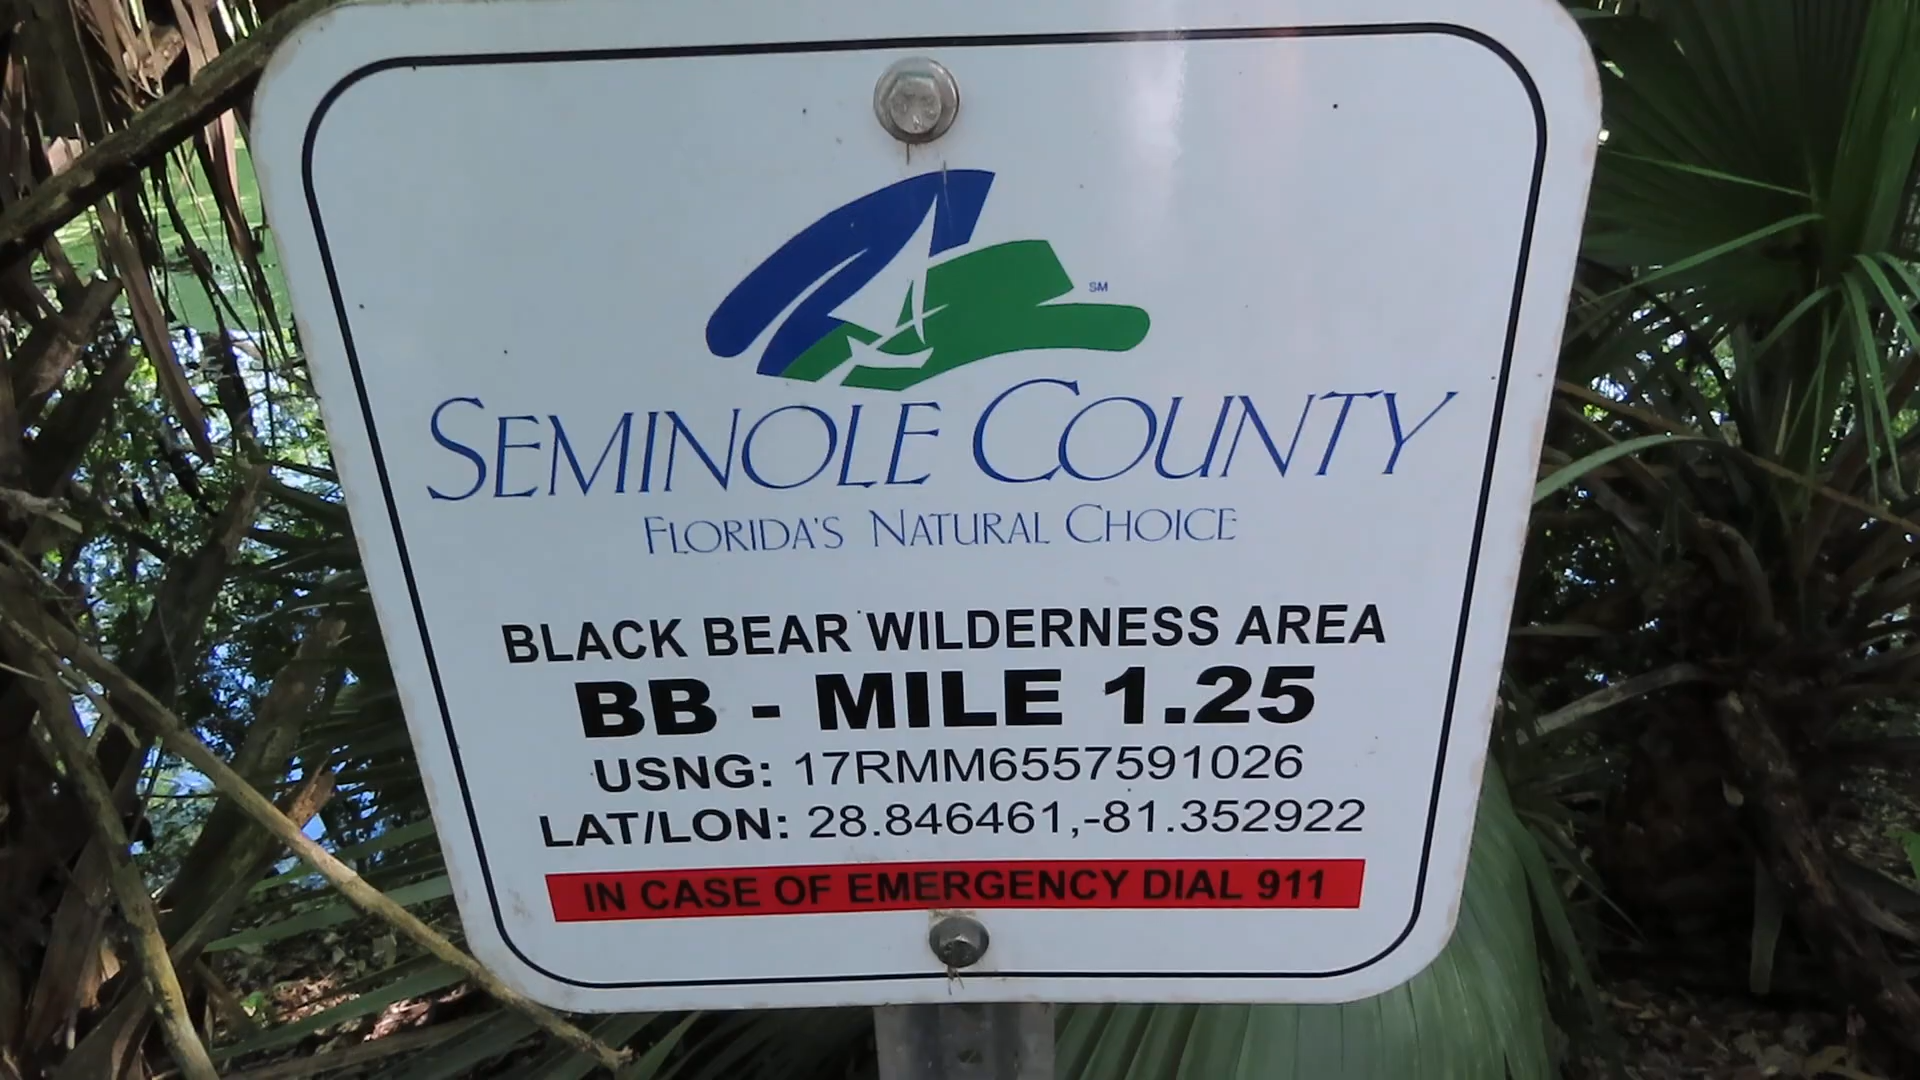 SM
SEMINOLE COUNTY
FLORIDA'S NATURAL CHOICE
BLACK BEAR WILDERNESS AREA
BB - MILE 1.25
USNG: 17RMM6557591026
LAT/LON: 28.846461,-81.352922
IN CASE OF EMERGENCY DIAL 911